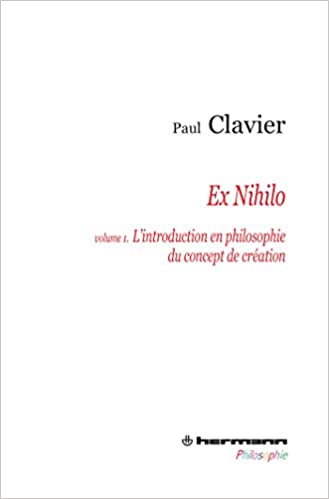 Paul Clavier
Ex Nihilo
volume 1. L'introduction en philosophie
du concept de création
hermann
Philosophie